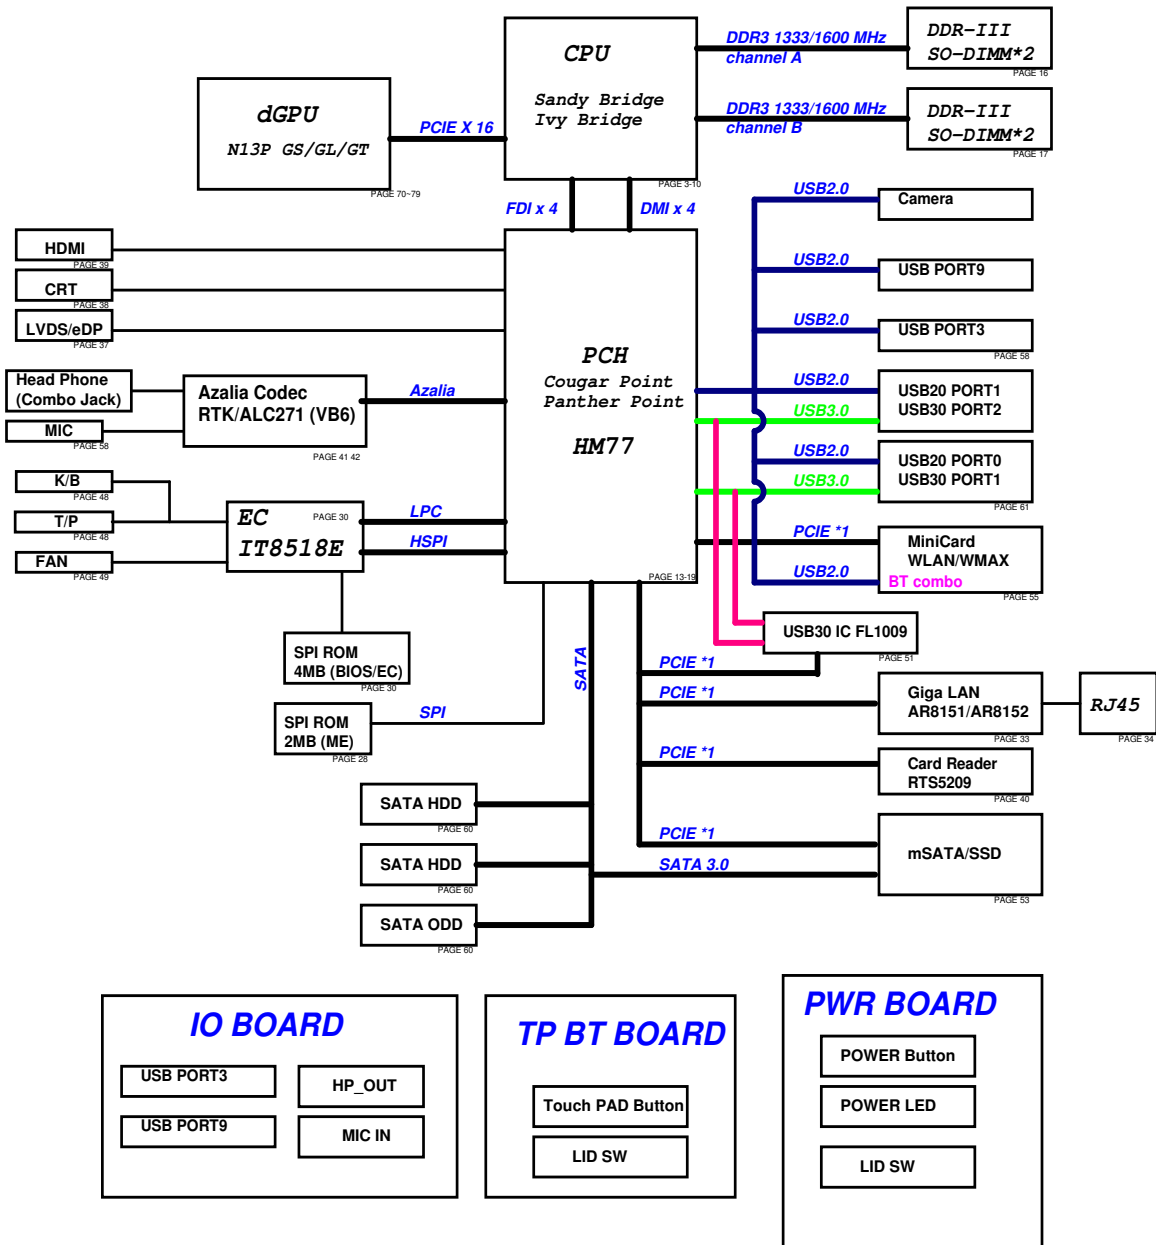 CPU
Sandy Bridge
Ivy Bridge
PAGE 3-10
DDR3 1333/1600 MHz
channel A
DDR-III
SO-DIMM*2
PAGE 16
DDR3 1333/1600 MHz
channel B
DDR-III
SO-DIMM*2
PAGE 17
dGPU
N13P GS/GL/GT
PAGE 70~79
PCIE X 16
FDI x 4
DMI x 4
USB2.0
Camera
HDMI
PAGE 39
CRT
PAGE 38
LVDS/eDP
PAGE 37
USB2.0
USB PORT9
USB2.0
USB PORT3
PAGE 58
PCH
Cougar Point
Panther Point
HM77
PAGE 13-19
Head Phone
(Combo Jack)
MIC
PAGE 58
Azalia Codec
RTK/ALC271 (VB6)
PAGE 41 42
Azalia
USB2.0
USB3.0
USB20 PORT1
USB30 PORT2
USB2.0
USB3.0
USB20 PORT0
USB30 PORT1
PAGE 61
K/B
PAGE 48
T/P
PAGE 48
FAN
PAGE 49
EC
PAGE 30
IT8518E
LPC
HSPI
PCIE *1
USB2.0
MiniCard
WLAN/WMAX
BT combo
PAGE 55
USB30 IC FL1009
PAGE 51
SPI ROM
4MB (BIOS/EC)
PAGE 30
SATA
PCIE *1
PCIE *1
Giga LAN
AR8151/AR8152
PAGE 33
RJ45
PAGE 34
SPI ROM
2MB (ME)
PAGE 28
SPI
PCIE *1
Card Reader
RTS5209
PAGE 40
SATA HDD
PAGE 60
SATA HDD
PAGE 60
SATA ODD
PAGE 60
PCIE *1
SATA 3.0
mSATA/SSD
PAGE 53
IO BOARD
USB PORT3
HP_OUT
USB PORT9
MIC IN
TP BT BOARD
Touch PAD Button
LID SW
PWR BOARD
POWER Button
POWER LED
LID SW